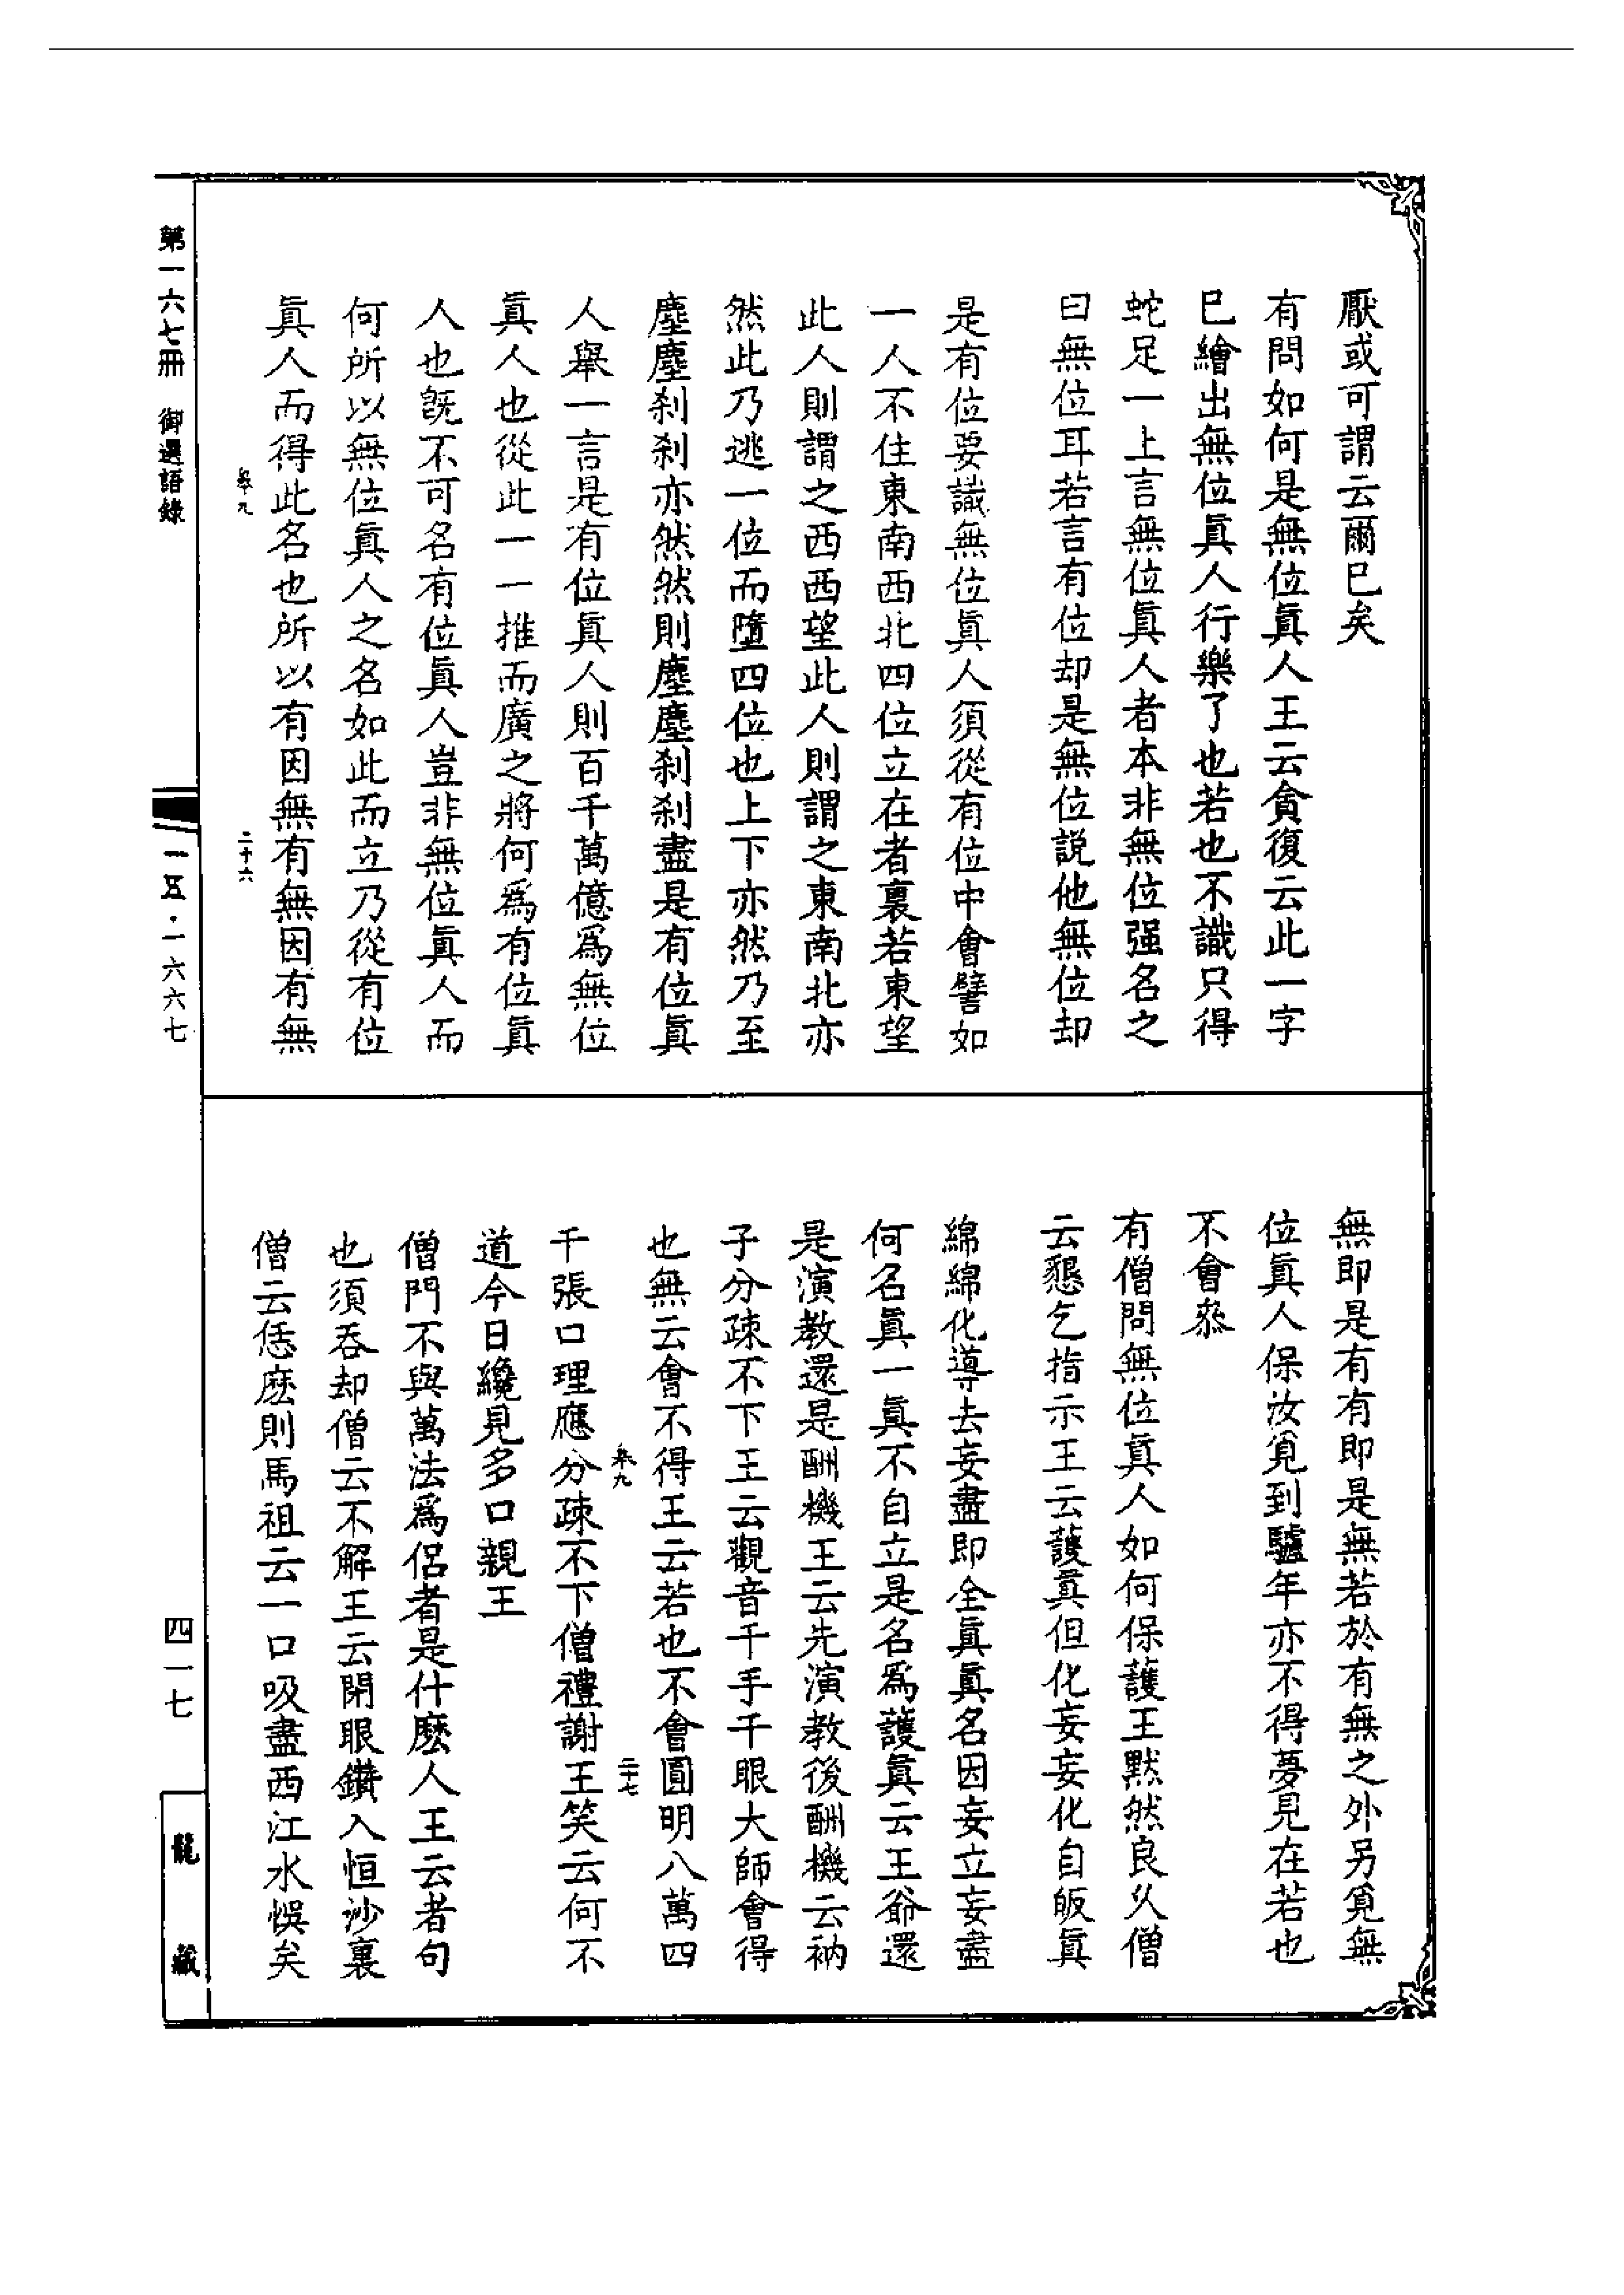 厭或可謂云爾巳矣
有問如何是無位眞人王云貪復云此一字
巳繪出無位眞人行樂了也若也不識只得
蛇足一上言無位眞人者本非無位强名之
曰無位耳若言有位却是無位説他無位却
是有位要識無位眞人須從有位中會譬如
一人不住東南西北四位立在者裏若東望
此人則謂之西西望此人則謂之東南北亦
然此乃逃一位而墮四位也上下亦然乃至
塵塵刹刹亦然然則塵塵刹刹盡是有位眞
人舉一言是有位眞人則百千萬億爲無位
眞人也從此一一推而廣之將何爲有位眞
人也旣不可名有位眞人豈非無位眞人而
何所以無位眞人之名如此而立乃從有位
眞人而得此名也所以有因無有無因有無
卷九
二十六
無即是有有即是無若於有無之外另覓無
位眞人保汝覓到驢年亦不得夢見在若也
不會叅
有僧問無位眞人如何保護王默然良久僧
云懇乞指示王云護眞但化妄妄化自皈眞
綿綿化導去妄盡即全眞眞名因妄立妄盡
何名眞一眞不自立是名爲護眞云王爺還
是演教還是酬機王云先演教後酬機云衲
子分疎不下王云觀音千手千眼大師會得
也無云會不得王云若也不會圓明八萬四
卷九
二十七
千張口理應分疎不下僧禮謝王笑云何不
道今日纔見多口親王
僧門不與萬法爲侶者是什麽人王云者句
也須吞却僧云不解王云開眼鑽入恒沙裏
僧云恁麽則馬祖云一口吸盡西江水悞矣
第一六七册　御選語錄
一五·一六六七
四一七
龍藏